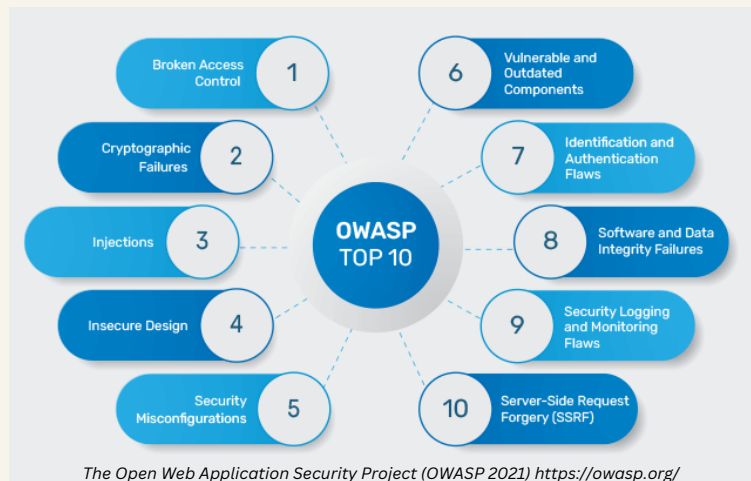 Broken Access
Control
1
Cryptographic
Failures
2
Injections
3
Insecure Design
4
Security
Misconfigurations
5
OWASP
TOP 10
6
Vulnerable and
Outdated
Components
7
Identification and
Authentication
Flaws
8
Software and Data
Integrity Failures
9
Security Logging
and Monitoring
Flaws
10
Server-Side Request
Forgery (SSRF)
The Open Web Application Security Project (OWASP 2021) https://owasp.org/